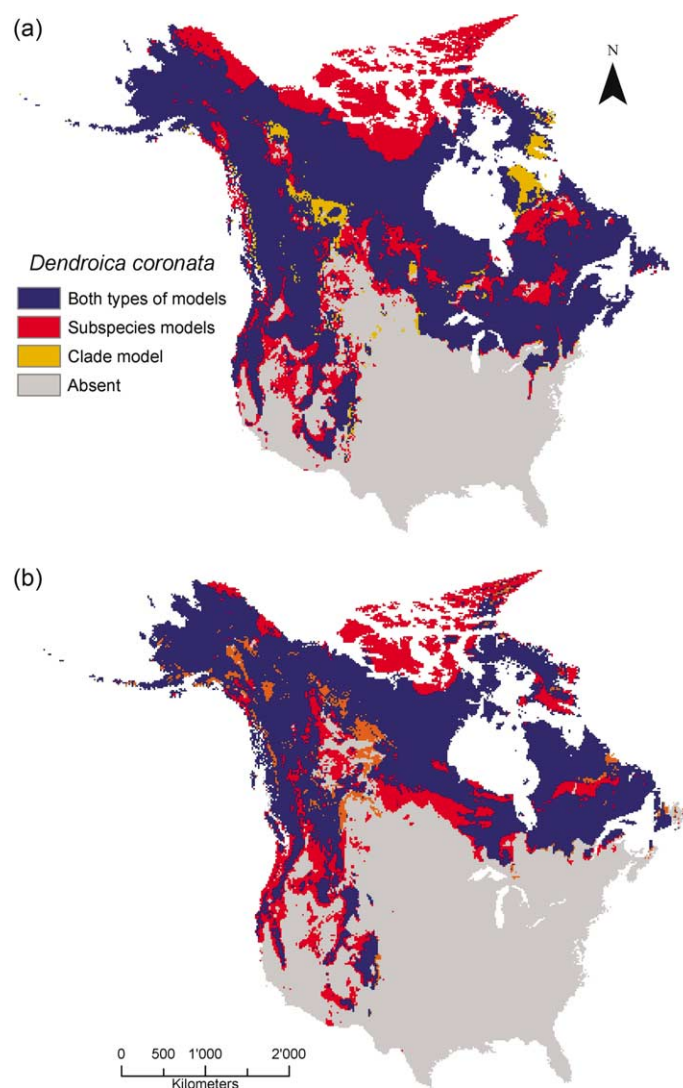 (a)
N
Dendroica coronata
Both types of models
Subspecies models
Clade model
Absent
(b)
0 500 1'000 2'000
Kilometers